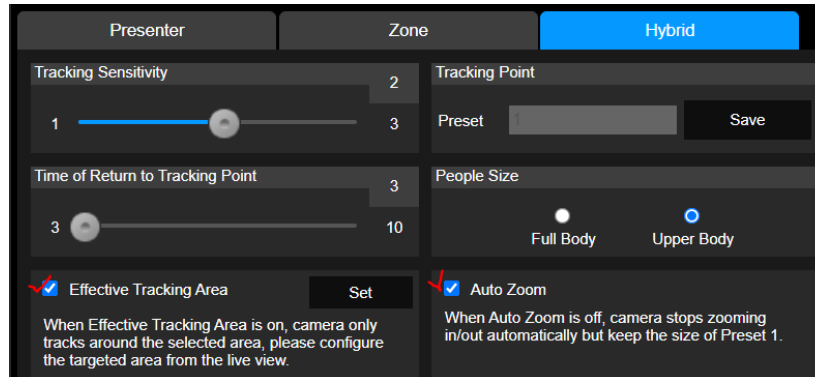 Presenter
Zone
Hybrid
Tracking Sensitivity
2
1
3
Tracking Point
Preset
1
Save
Time of Return to Tracking Point
3
3
10
People Size
Full Body
Upper Body
Effective Tracking Area
Set
When Effective Tracking Area is on, camera only
tracks around the selected area, please configure
the targeted area from the live view.
Auto Zoom
When Auto Zoom is off, camera stops zooming
in/out automatically but keep the size of Preset 1.